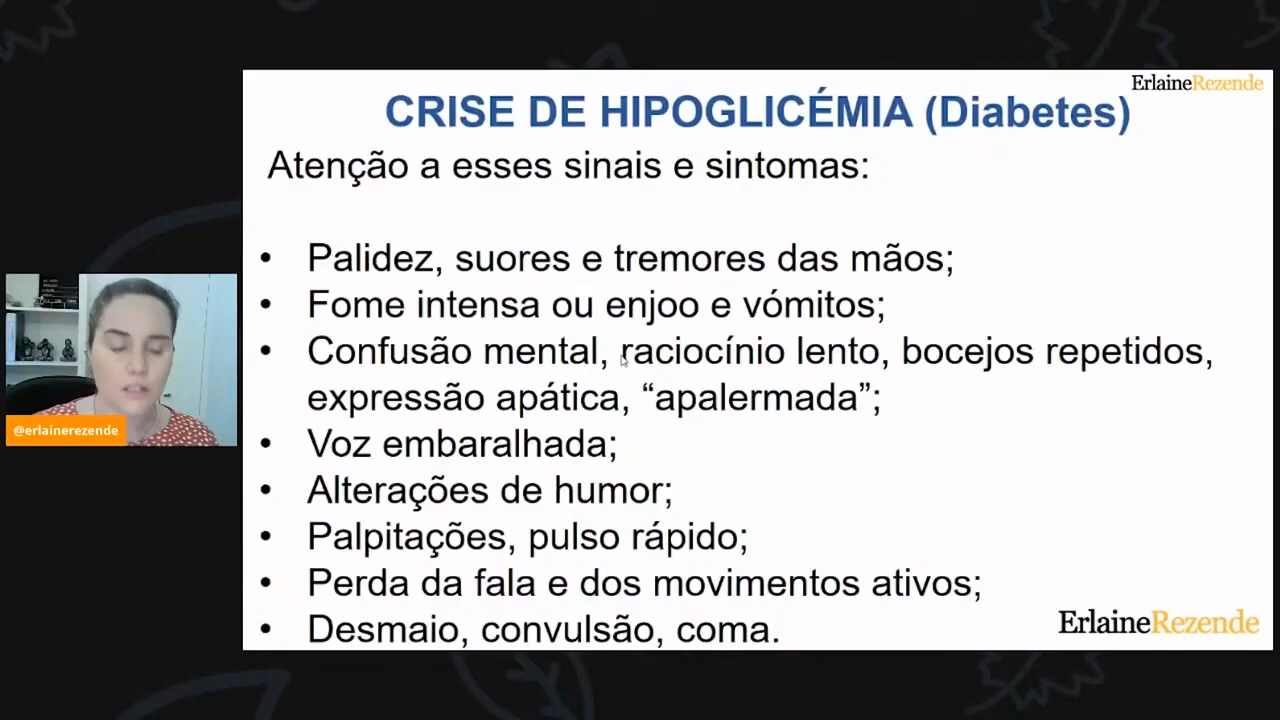 ErlaineRezende
CRISE DE HIPOGLICÉMIA (Diabetes)
Atenção a esses sinais e sintomas:
• Palidez, suores e tremores das mãos;
• Fome intensa ou enjoo e vómitos;
• Confusão mental, raciocínio lento, bocejos repetidos,
expressão apática, “apalermada”;
• Voz embaralhada;
• Alterações de humor;
• Palpitações, pulso rápido;
• Perda da fala e dos movimentos ativos;
• Desmaio, convulsão, coma.
@erlainerezende
ErlaineRezende